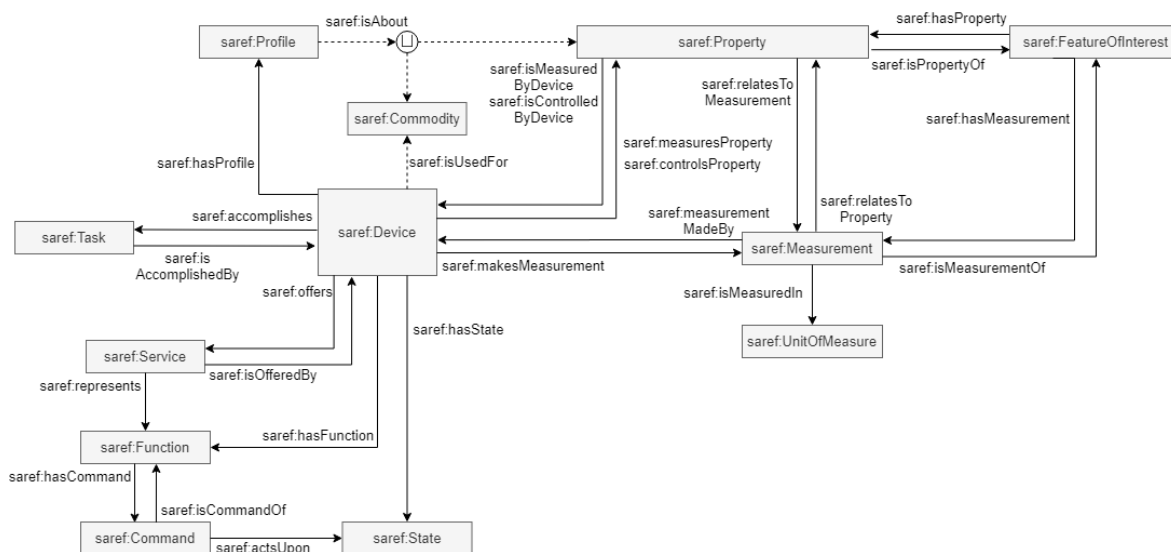 saref:isAbout
saref:hasProperty
saref:Profile
saref:Property
saref:FeatureOfInterest
saref:isPropertyOf
saref:isMeasured
ByDevice
saref:isControlled
ByDevice
saref:relatesTo
Measurement
saref:Commodity
saref:hasMeasurement
saref:hasProfile
saref:isUsedFor
saref:measuresProperty
saref:controlsProperty
saref:accomplishes
saref:measurement
MadeBy
saref:relatesTo
Property
saref:Task
saref:Device
saref:Measurement
saref:is
AccomplishedBy
saref:makesMeasurement
saref:isMeasurementOf
saref:offers
saref:isMeasuredIn
saref:hasState
saref:UnitOfMeasure
saref:Service
saref:isOfferedBy
saref:represents
saref:Function
saref:hasFunction
saref:hasCommand
saref:isCommandOf
saref:Command
saref:State
saref:actsUpon